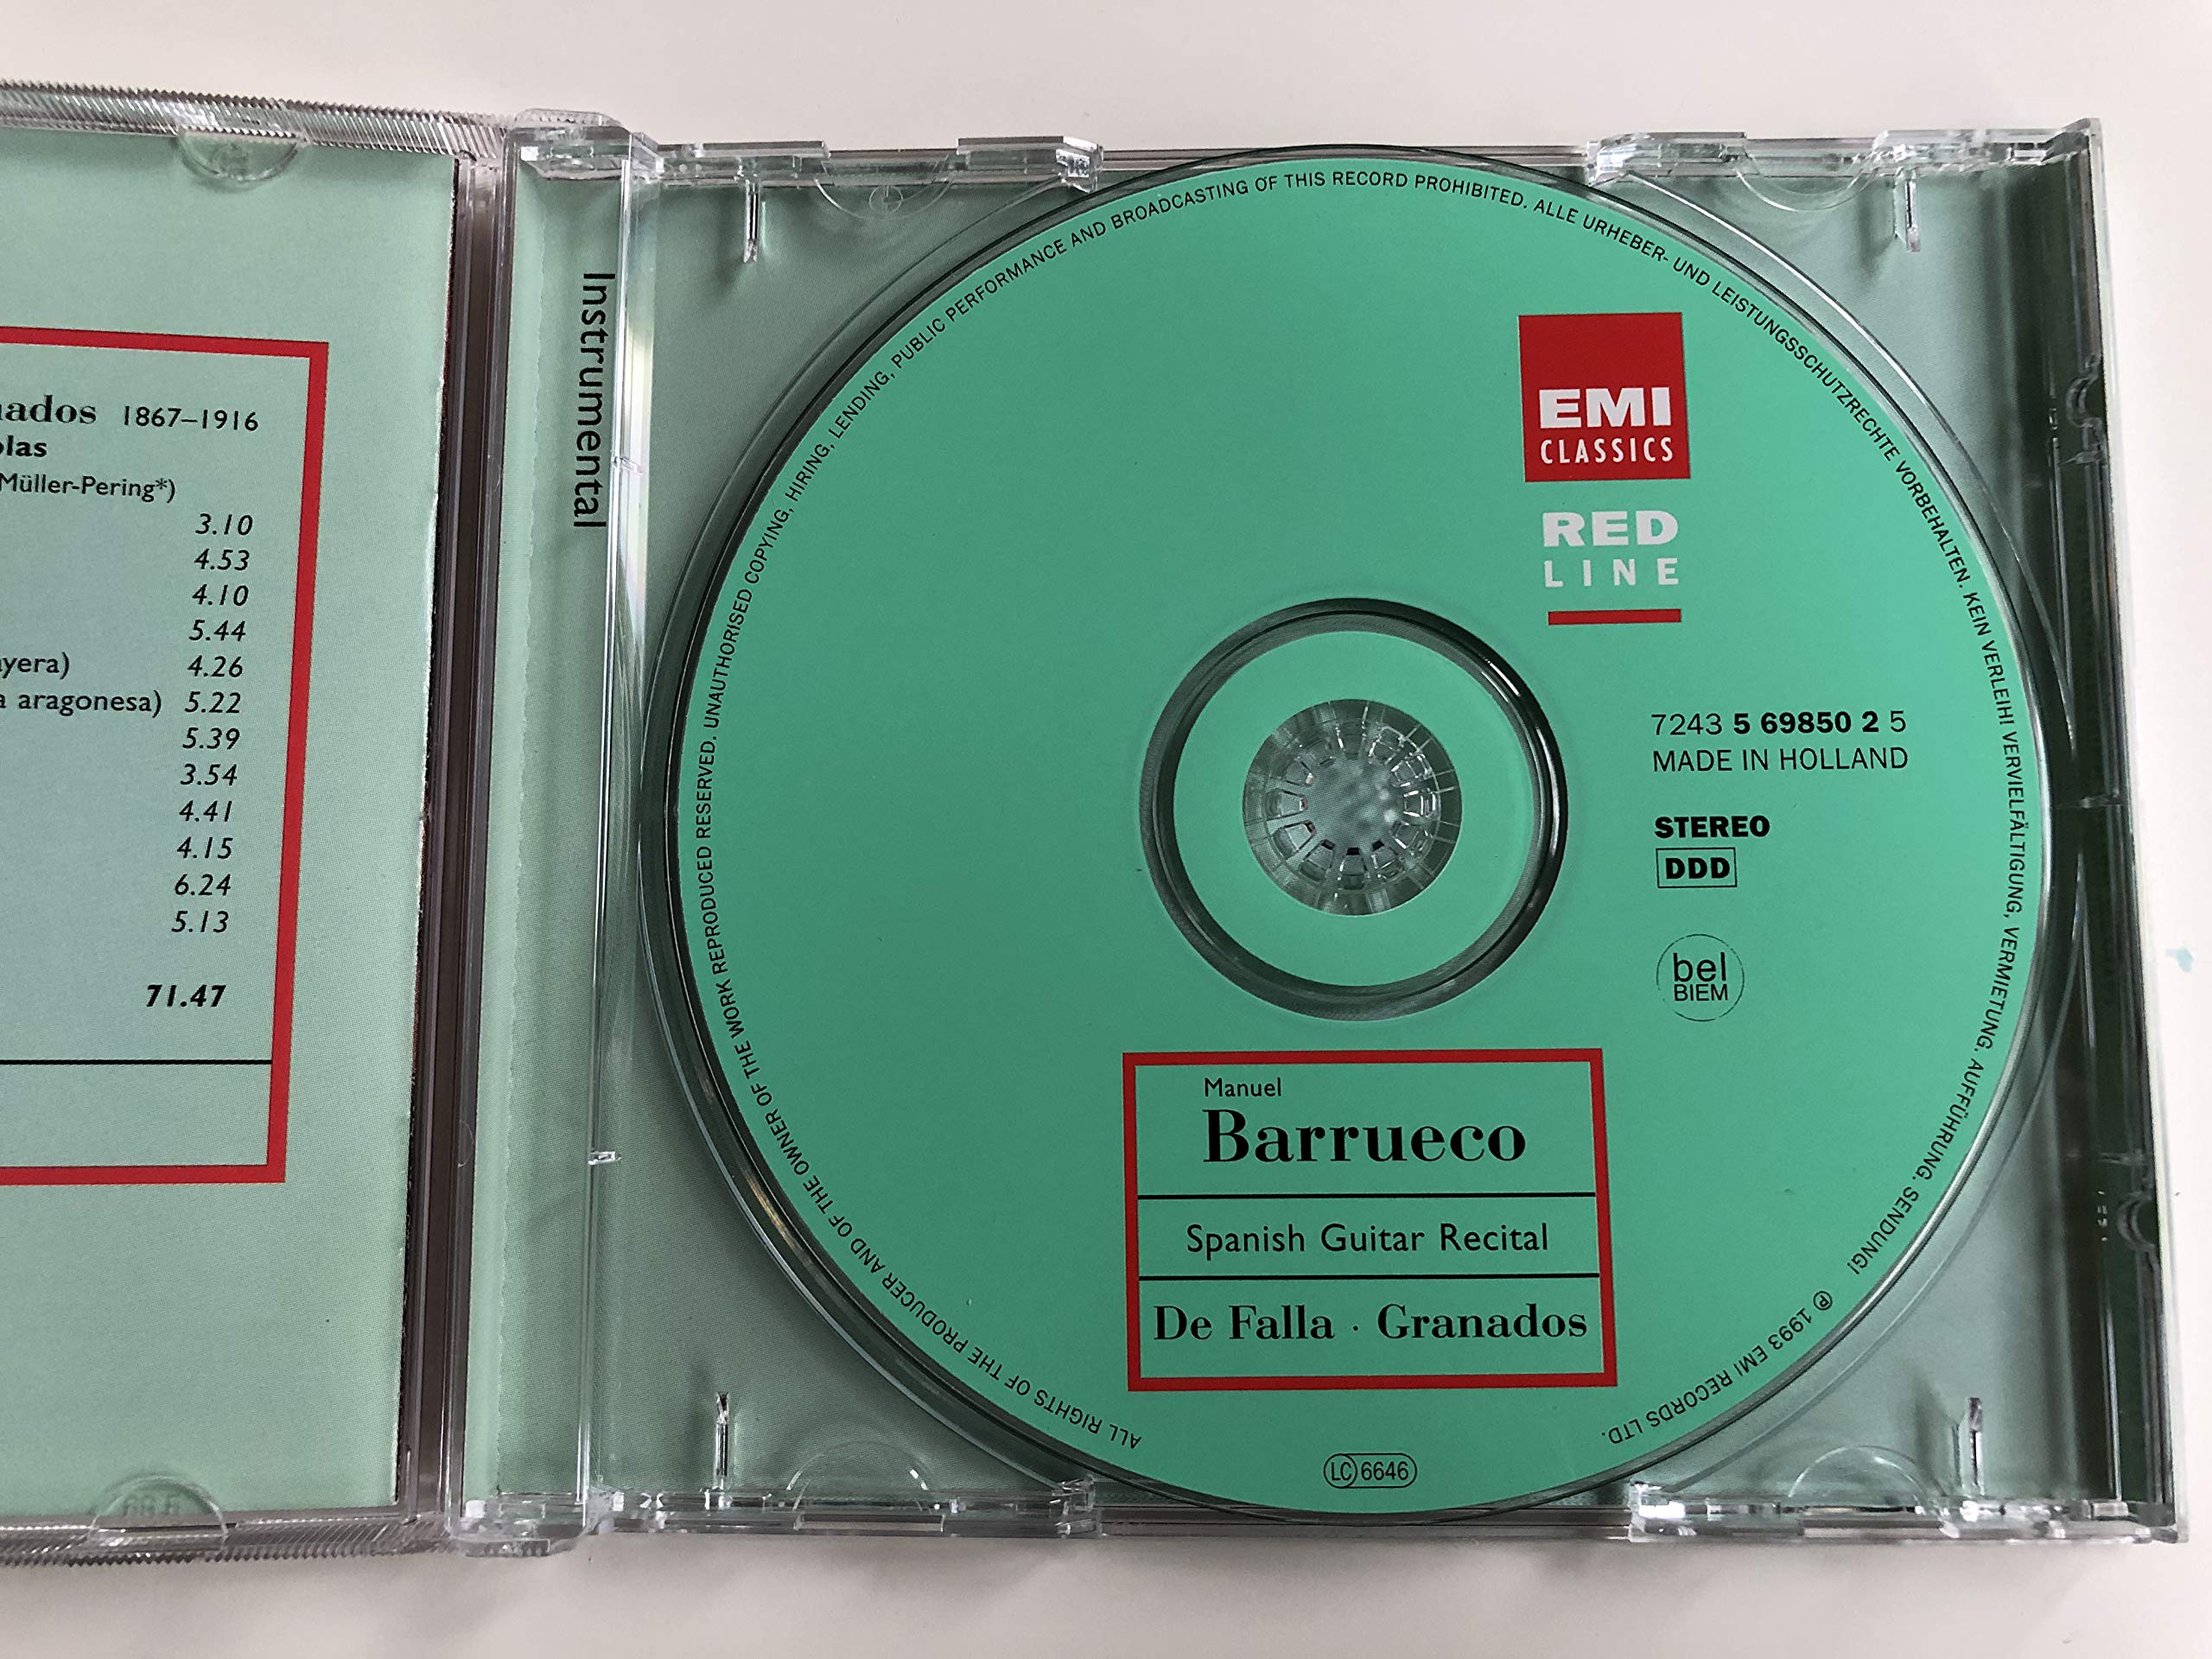 nados 1867–1916
olas
Müller-Pering*)
3.10
4.53
4.10
5.44
yera) 4.26
a aragonesa) 5.22
5.39
3.54
4.41
4.15
6.24
5.13
71.47
Instrumental
ALL RIGHTS OF THE PRODUCER AND OF THE OWNER OF THE WORK REPRODUCED RESERVED. UNAUTHORISED COPYING, HIRING, LENDING, PUBLIC PERFORMANCE AND BROADCASTING OF THIS RECORD PROHIBITED. ALLE URHEBER- UND LEISTUNGSSCHUTZRECHTE VORBEHALTEN. KEIN VERLEIH! VERVIELFÄLTIGUNG, VERMIETUNG, AUFFÜHRUNG, SENDUNG!
℗ 1993 EMI RECORDS LTD.
EMI
CLASSICS
RED
LINE
7243 5 69850 2 5
MADE IN HOLLAND
STEREO
DDD
bel
BIEM
Manuel
Barrueco
Spanish Guitar Recital
De Falla · Granados
LC 6646